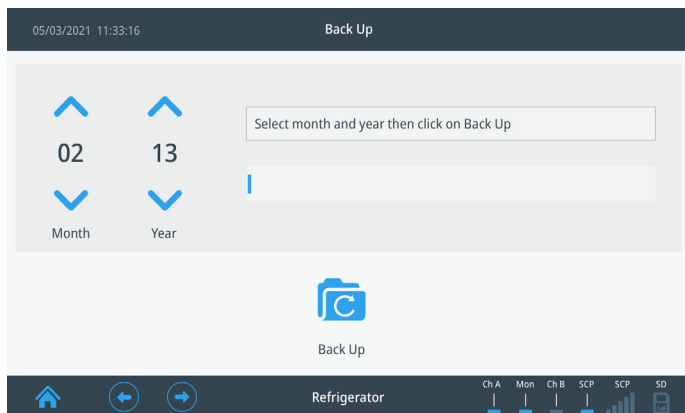 05/03/2021 11:33:16
Back Up
Select month and year then click on Back Up
02 13
Month Year
Back Up
Refrigerator
Ch A Mon Ch B SCP SCP SD